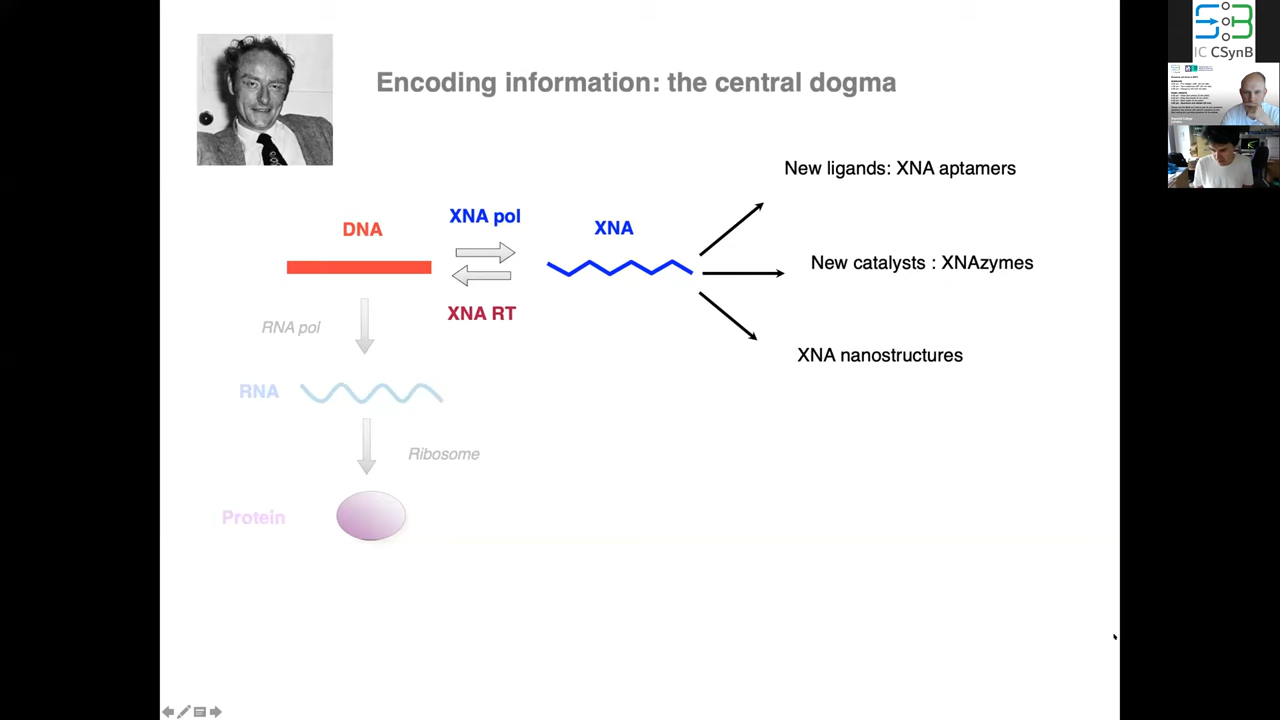 Encoding information: the central dogma
New ligands: XNA aptamers
XNA pol
DNA
XNA
New catalysts : XNAzymes
XNA RT
RNA pol
XNA nanostructures
RNA
Ribosome
Protein
IC CSynB